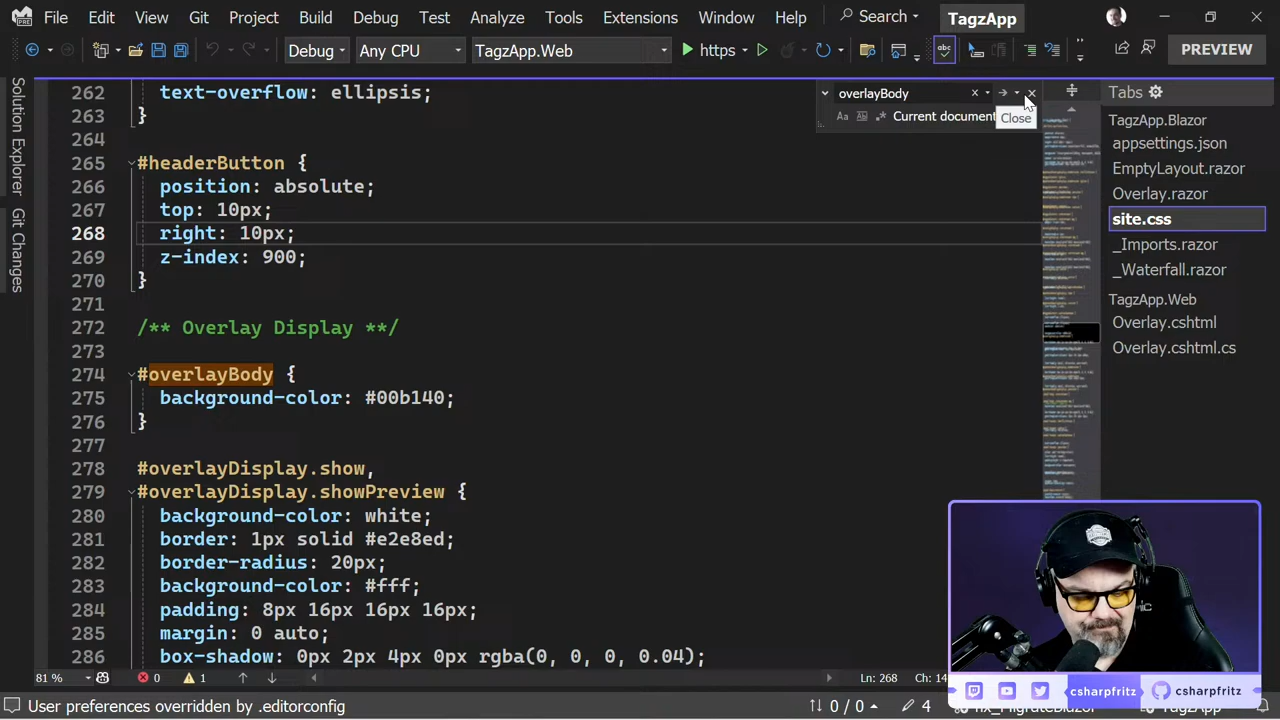 File Edit View Git Project Build Debug Test Analyze Tools Extensions Window Help Search TagzApp
Debug Any CPU TagzApp.Web https PREVIEW
Solution Explorer
Git Changes
262 text-overflow: ellipsis;
263 }
264
265 #headerButton {
266 position: absolute;
267 top: 10px;
268 right: 10px;
269 z-index: 900;
270 }
271
272 /** Overlay Display **/
273
274 #overlayBody {
275 background-color: #00b140;
276 }
277
278 #overlayDisplay.show,
279 #overlayDisplay.showPreview {
280 background-color: white;
281 border: 1px solid #e8e8ed;
282 border-radius: 20px;
283 background-color: #fff;
284 padding: 8px 16px 16px 16px;
285 margin: 0 auto;
286 box-shadow: 0px 2px 4px 0px rgba(0, 0, 0, 0.04);
overlayBody
Current document
Close
Tabs
TagzApp.Blazor
appsettings.json
EmptyLayout.razor
Overlay.razor
site.css
_Imports.razor
_Waterfall.razor
TagzApp.Web
Overlay.cshtml
Overlay.cshtml.cs
81 % 0 1 Ln: 268 Ch: 14
csharpfritz csharpfritz
User preferences overridden by .editorconfig 0 / 0 4 TagzApp